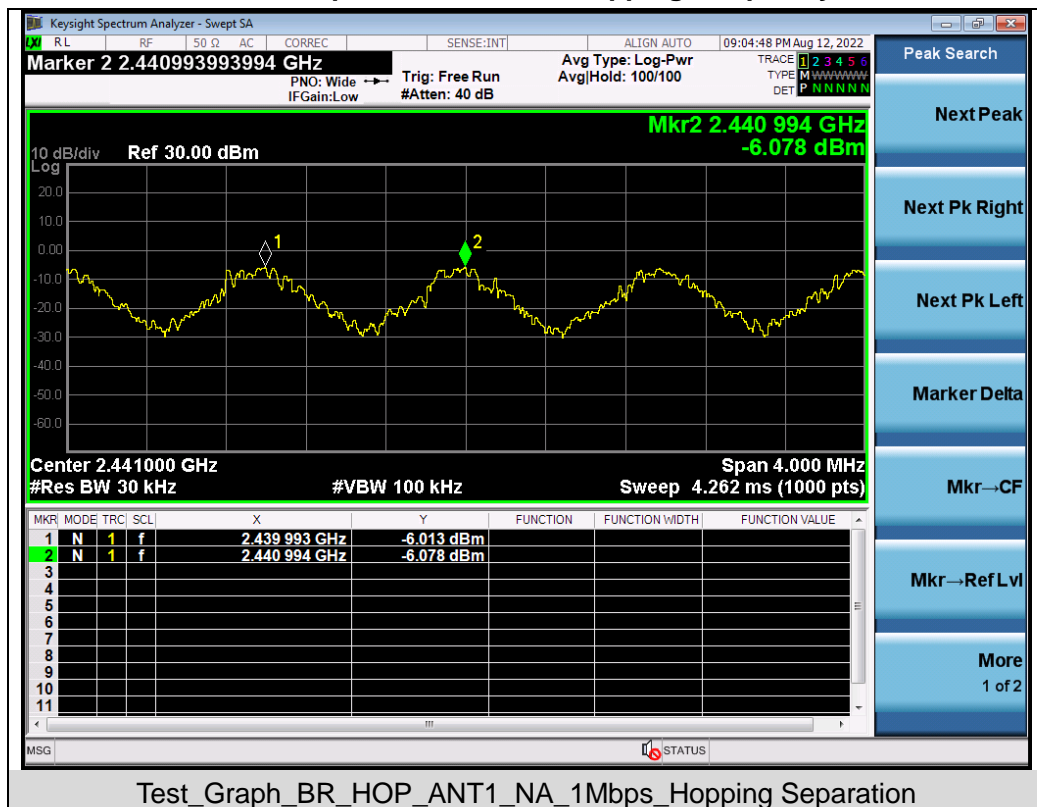 Keysight Spectrum Analyzer - Swept SA
LXI RL RF 50 Ω AC CORREC SENSE:INT ALIGN AUTO 09:04:48 PM Aug 12, 2022
Marker 2 2.440993993994 GHz
PNO: Wide
IFGain:Low
Trig: Free Run
#Atten: 40 dB
Avg Type: Log-Pwr
Avg|Hold: 100/100
TRACE 1 2 3 4 5 6
TYPE M WWWWW
DET P N N N N N
Mkr2 2.440 994 GHz
-6.078 dBm
10 dB/div Ref 30.00 dBm
Log
20.0
10.0
0.00
-10.0
-20.0
-30.0
-40.0
-50.0
-60.0
1
2
Center 2.441000 GHz Span 4.000 MHz
#Res BW 30 kHz #VBW 100 kHz Sweep 4.262 ms (1000 pts)
MKR MODE TRC SCL X Y FUNCTION FUNCTION WIDTH FUNCTION VALUE
1 N 1 f 2.439 993 GHz -6.013 dBm
2 N 1 f 2.440 994 GHz -6.078 dBm
3
4
5
6
7
8
9
10
11
MSG STATUS
Peak Search
Next Peak
Next Pk Right
Next Pk Left
Marker Delta
Mkr→CF
Mkr→Ref Lvl
More
1 of 2
Test_Graph_BR_HOP_ANT1_NA_1Mbps_Hopping Separation